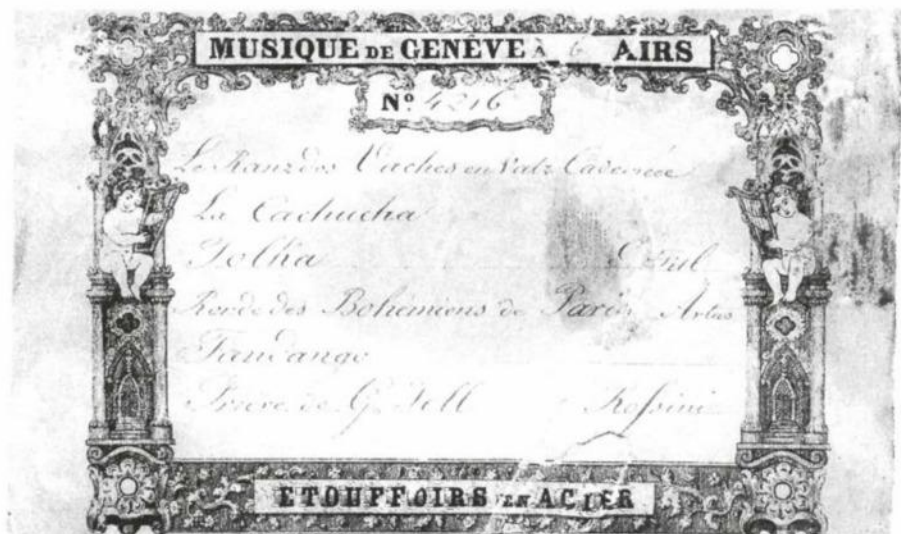 MUSIQUE DE GENÈVE À 6 AIRS
Nº 4216
Le Ranz des Vaches en Valz
La Cachucha
Polka
Ronde des Bohémiens de Paris Artus
Fandango
Prière de G. Tell Rossini
ETOUFFOIRS EN ACIER